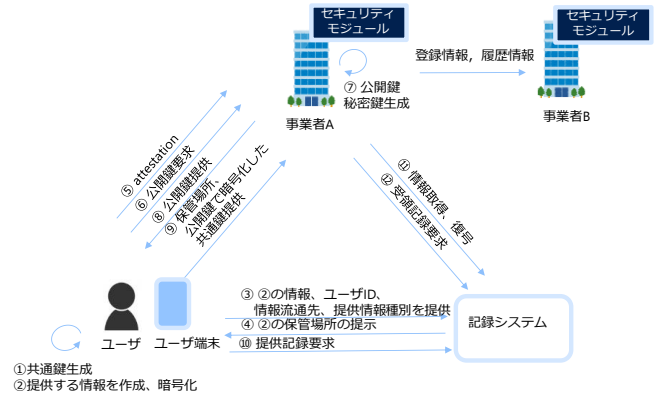 セキュリティ
モジュール
セキュリティ
モジュール
登録情報，履歴情報
⑦ 公開鍵
秘密鍵生成
事業者A
事業者B
⑤ attestation
⑥ 公開鍵要求
⑧ 公開鍵提供
⑨ 保管場所、
公開鍵で暗号化した
共通鍵提供
⑪ 情報取得、復号
⑫ 受領記録要求
③ ②の情報、ユーザID、
情報流通先、提供情報種別を提供
④ ②の保管場所の提示
⑩ 提供記録要求
記録システム
ユーザ
ユーザ端末
①共通鍵生成
②提供する情報を作成、暗号化